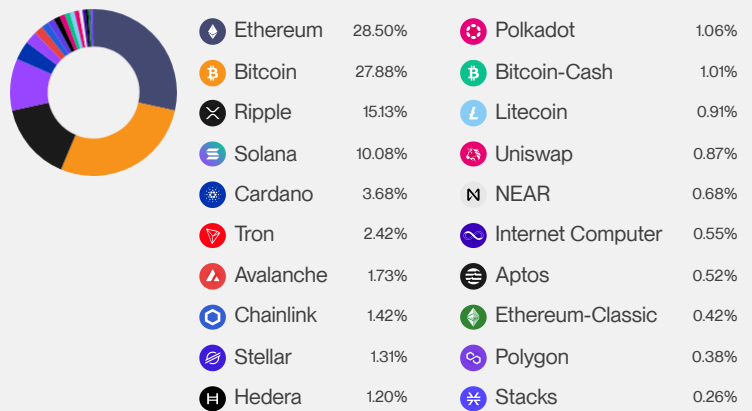 Ethereum 28.50%
Bitcoin 27.88%
Ripple 15.13%
Solana 10.08%
Cardano 3.68%
Tron 2.42%
Avalanche 1.73%
Chainlink 1.42%
Stellar 1.31%
Hedera 1.20%
Polkadot 1.06%
Bitcoin-Cash 1.01%
Litecoin 0.91%
Uniswap 0.87%
NEAR 0.68%
Internet Computer 0.55%
Aptos 0.52%
Ethereum-Classic 0.42%
Polygon 0.38%
Stacks 0.26%